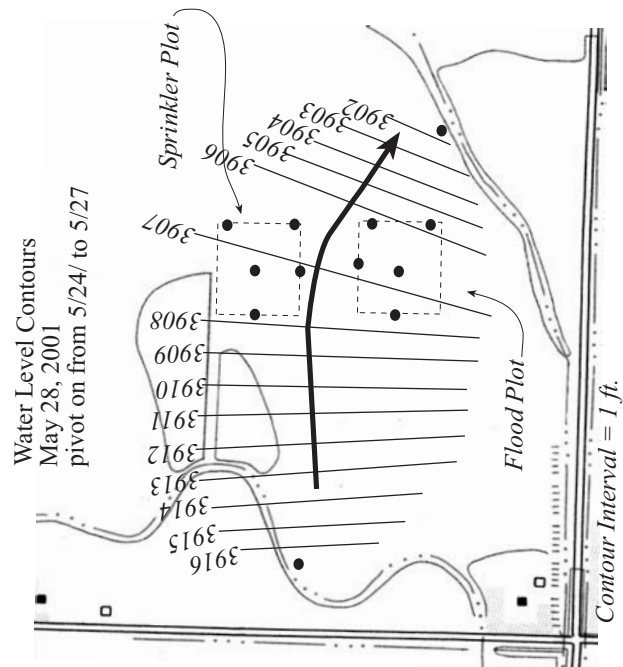 Water Level Contours
May 28, 2001
pivot on from 5/24/ to 5/27
Sprinkler Plot
3902
3903
3904
3905
3906
3907
3908
3909
3910
3911
3912
3913
3914
3915
3916
Flood Plot
Contour Interval = 1 ft.